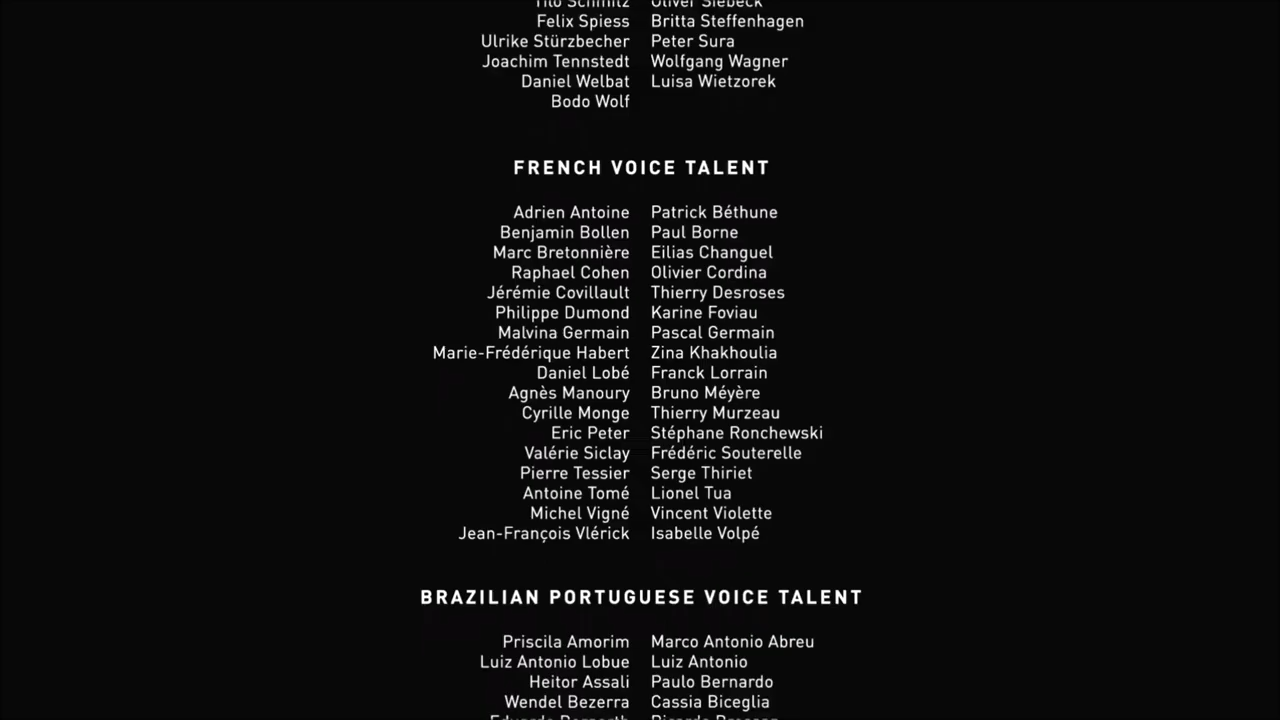 Tilo Schmitz Oliver Siebeck
Felix Spiess Britta Steffenhagen
Ulrike Stürzbecher Peter Sura
Joachim Tennstedt Wolfgang Wagner
Daniel Welbat Luisa Wietzorek
Bodo Wolf
FRENCH VOICE TALENT
Adrien Antoine Patrick Béthune
Benjamin Bollen Paul Borne
Marc Bretonnière Eilias Changuel
Raphael Cohen Olivier Cordina
Jérémie Covillault Thierry Desroses
Philippe Dumond Karine Foviau
Malvina Germain Pascal Germain
Marie-Frédérique Habert Zina Khakhoulia
Daniel Lobé Franck Lorrain
Agnès Manoury Bruno Méyère
Cyrille Monge Thierry Murzeau
Eric Peter Stéphane Ronchewski
Valérie Siclay Frédéric Souterelle
Pierre Tessier Serge Thiriet
Antoine Tomé Lionel Tua
Michel Vigné Vincent Violette
Jean-François Vlérick Isabelle Volpé
BRAZILIAN PORTUGUESE VOICE TALENT
Priscila Amorim Marco Antonio Abreu
Luiz Antonio Lobue Luiz Antonio
Heitor Assali Paulo Bernardo
Wendel Bezerra Cassia Biceglia